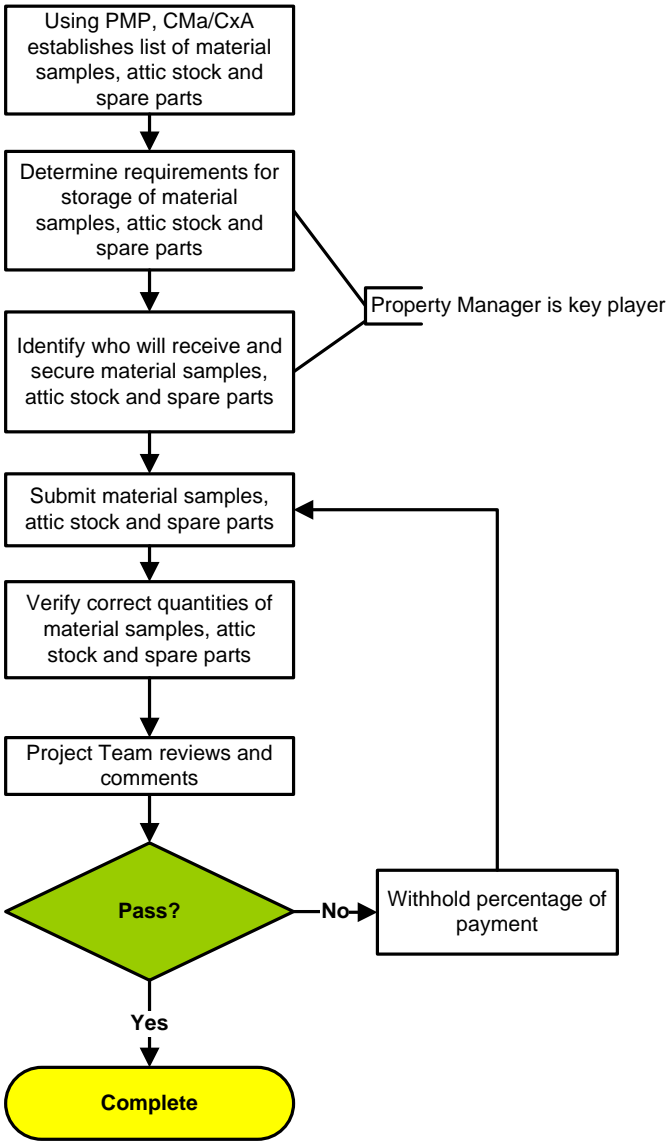 Using PMP, CMa/CxA
establishes list of material
samples, attic stock and
spare parts
Determine requirements for
storage of material
samples, attic stock and
spare parts
Property Manager is key player
Identify who will receive and
secure material samples,
attic stock and spare parts
Submit material samples,
attic stock and spare parts
Verify correct quantities of
material samples, attic
stock and spare parts
Project Team reviews and
comments
Pass?
No
Withhold percentage of
payment
Yes
Complete